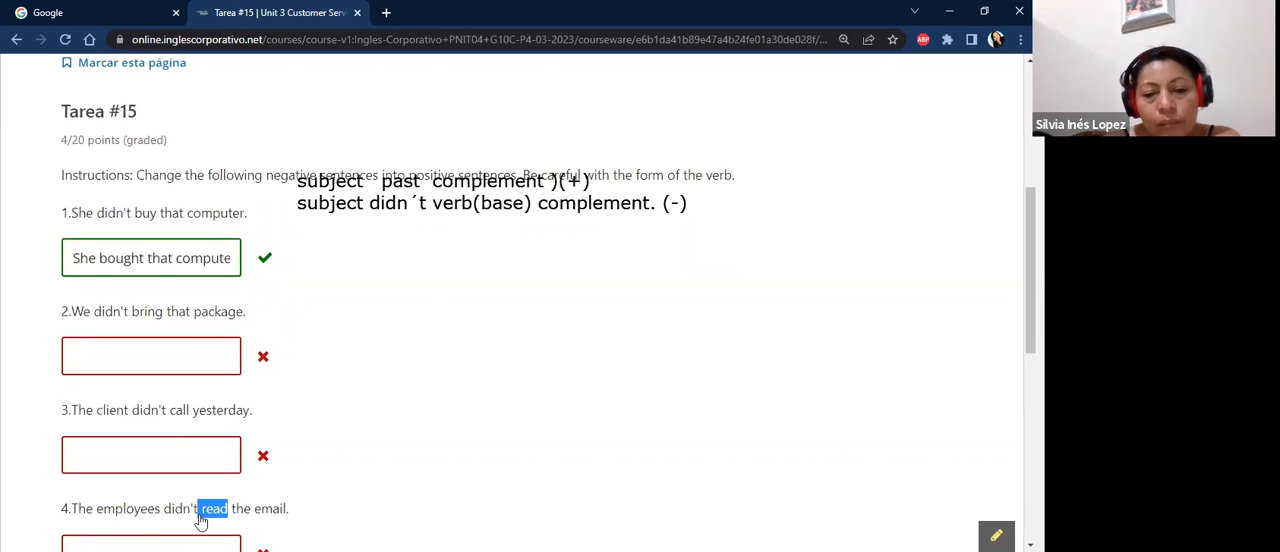 Google
Tarea #15 | Unit 3 Customer Serv
online.inglescorporativo.net/courses/course-v1:Ingles-Corporativo+PNIT04+G10C-P4-03-2023/courseware/e6b1da41b89e47a4b24fe01a30de028f/...
ABP
Marcar esta página
Silvia Inés Lopez
Tarea #15
4/20 points (graded)
Instructions: Change the following negative sentences into positive sentences. Be careful with the form of the verb.
subject past complement )(+)
subject didn´t verb(base) complement. (-)
1.She didn't buy that computer.
She bought that compute
2.We didn't bring that package.
3.The client didn't call yesterday.
4.The employees didn't read the email.